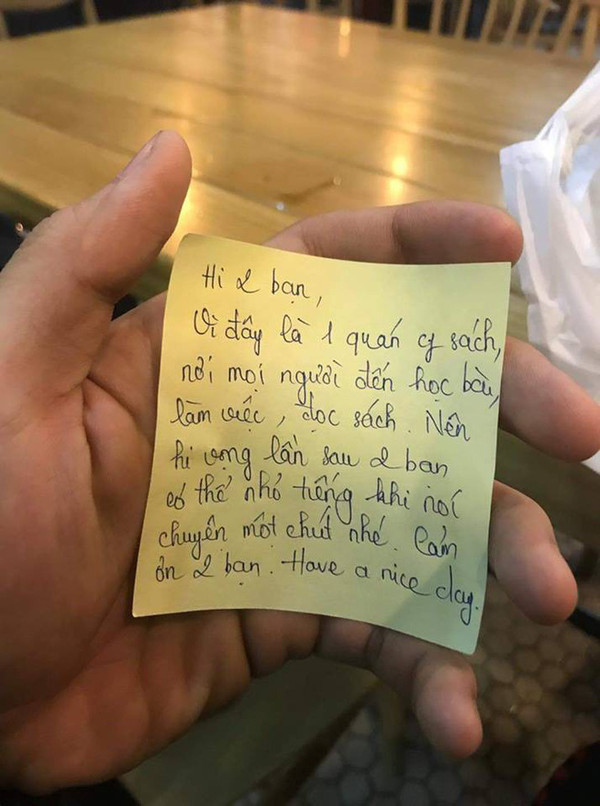 Hi 2 bạn,
Vì đây là 1 quán cf sách,
nơi mọi người đến học bài,
làm việc, đọc sách. Nên
hi vọng lần sau 2 bạn
có thể nhỏ tiếng khi nói
chuyện một chút nhé. Cảm
ơn 2 bạn. Have a nice day.